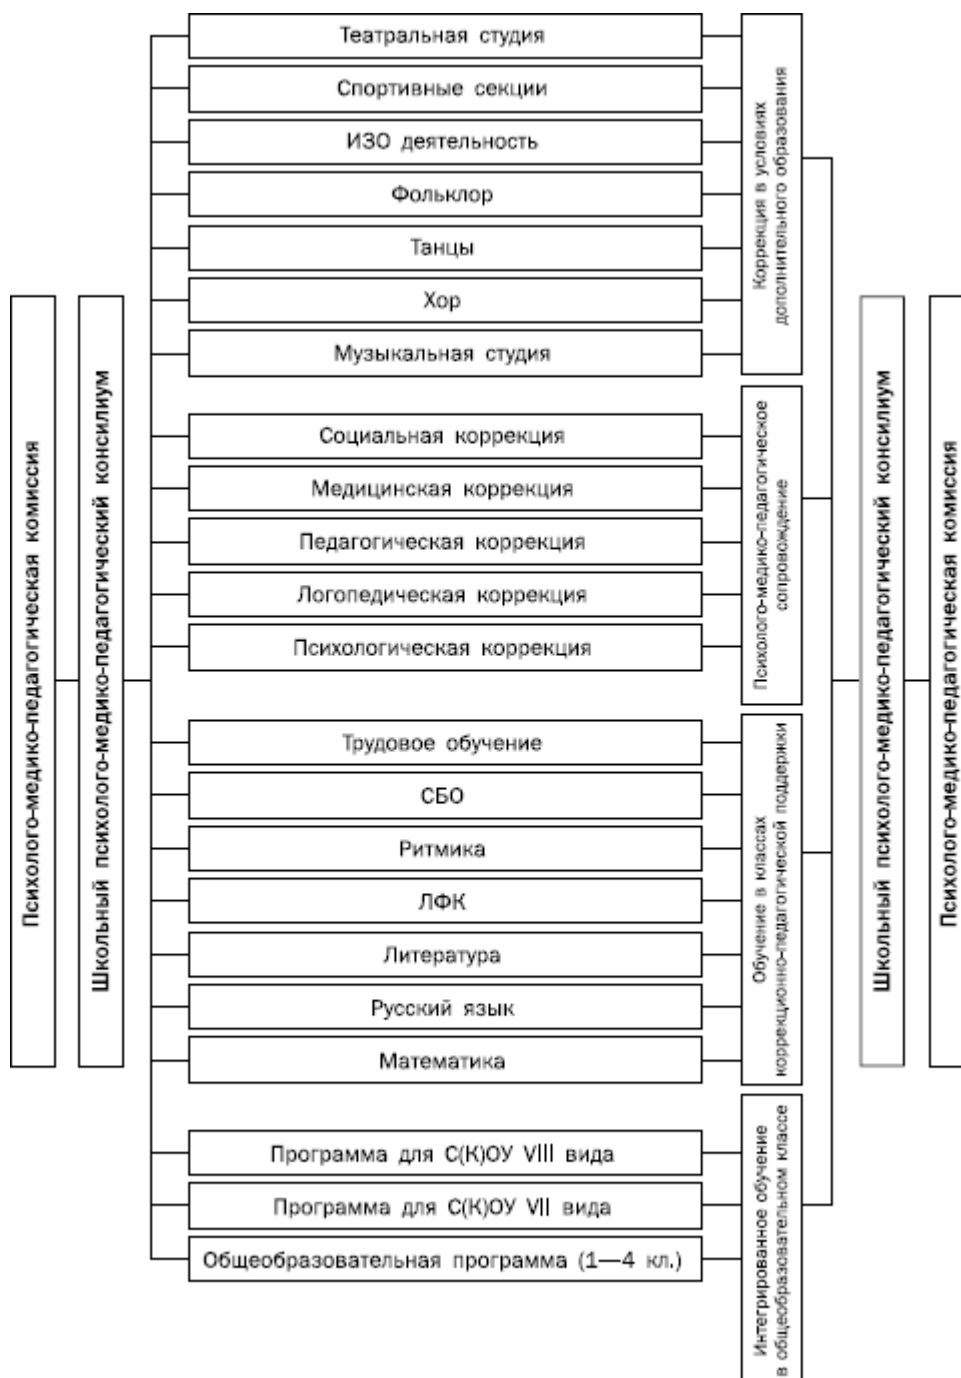 Психолого-медико-педагогическая комиссия
Школьный психолого-медико-педагогический консилиум
Театральная студия
Спортивные секции
ИЗО деятельность
Фольклор
Танцы
Хор
Музыкальная студия
Коррекция в условиях
дополнительного образования
Социальная коррекция
Медицинская коррекция
Педагогическая коррекция
Логопедическая коррекция
Психологическая коррекция
Психолого-медико-педагогическое
сопровождение
Трудовое обучение
СБО
Ритмика
ЛФК
Литература
Русский язык
Математика
Обучение в классах
коррекционно-педагогической поддержки
Программа для С(К)ОУ VIII вида
Программа для С(К)ОУ VII вида
Общеобразовательная программа (1—4 кл.)
Интегрированное обучение
в общеобразовательном классе
Школьный психолого-медико-педагогический консилиум
Психолого-медико-педагогическая комиссия